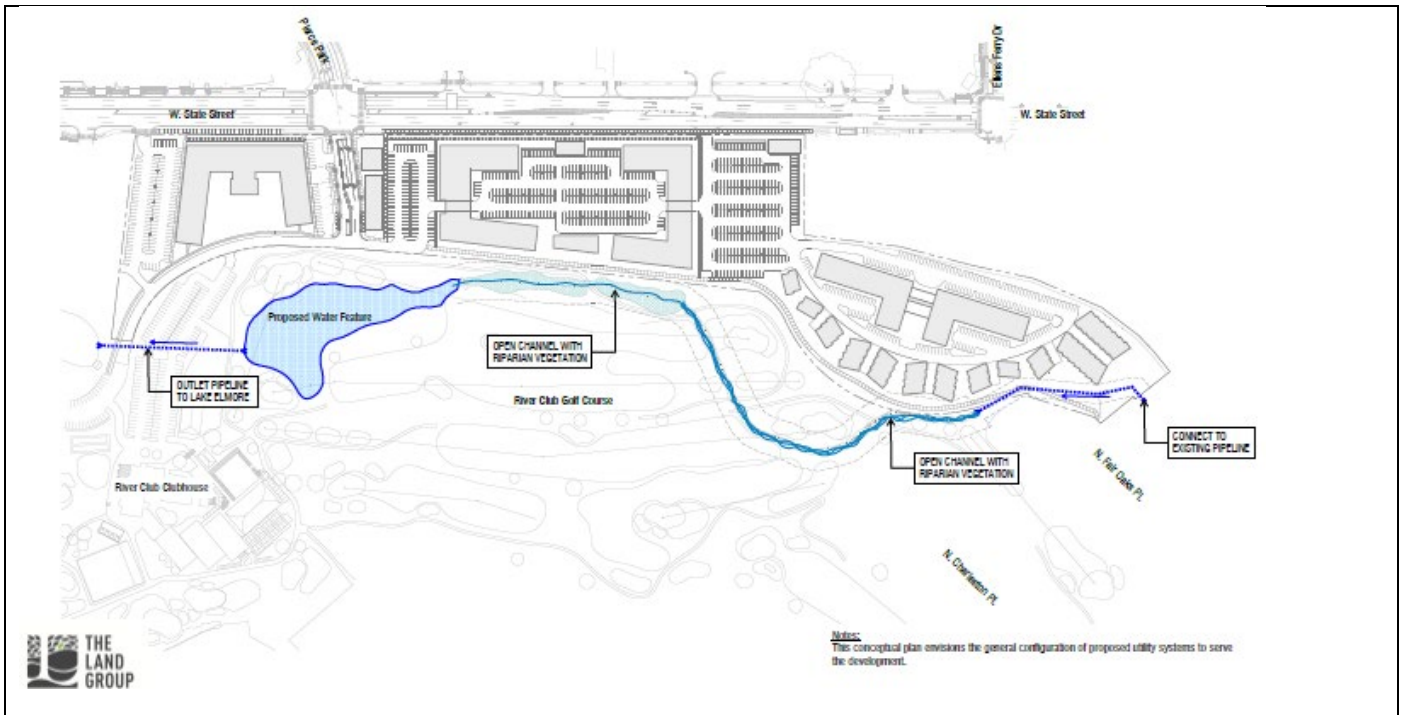 Pierce Park
Ellens Ferry Dr
W. State Street
W. State Street
Proposed Water Feature
OPEN CHANNEL WITH
RIPARIAN VEGETATION
OUTLET PIPELINE
TO LAKE ELMORE
River Club Golf Course
CONNECT TO
EXISTING PIPELINE
OPEN CHANNEL WITH
RIPARIAN VEGETATION
N. Fair Oaks Pl.
River Club Clubhouse
N. Charleston Pl.
Notes:
This conceptual plan envisions the general configuration of proposed utility systems to serve
the development.
THE
LAND
GROUP